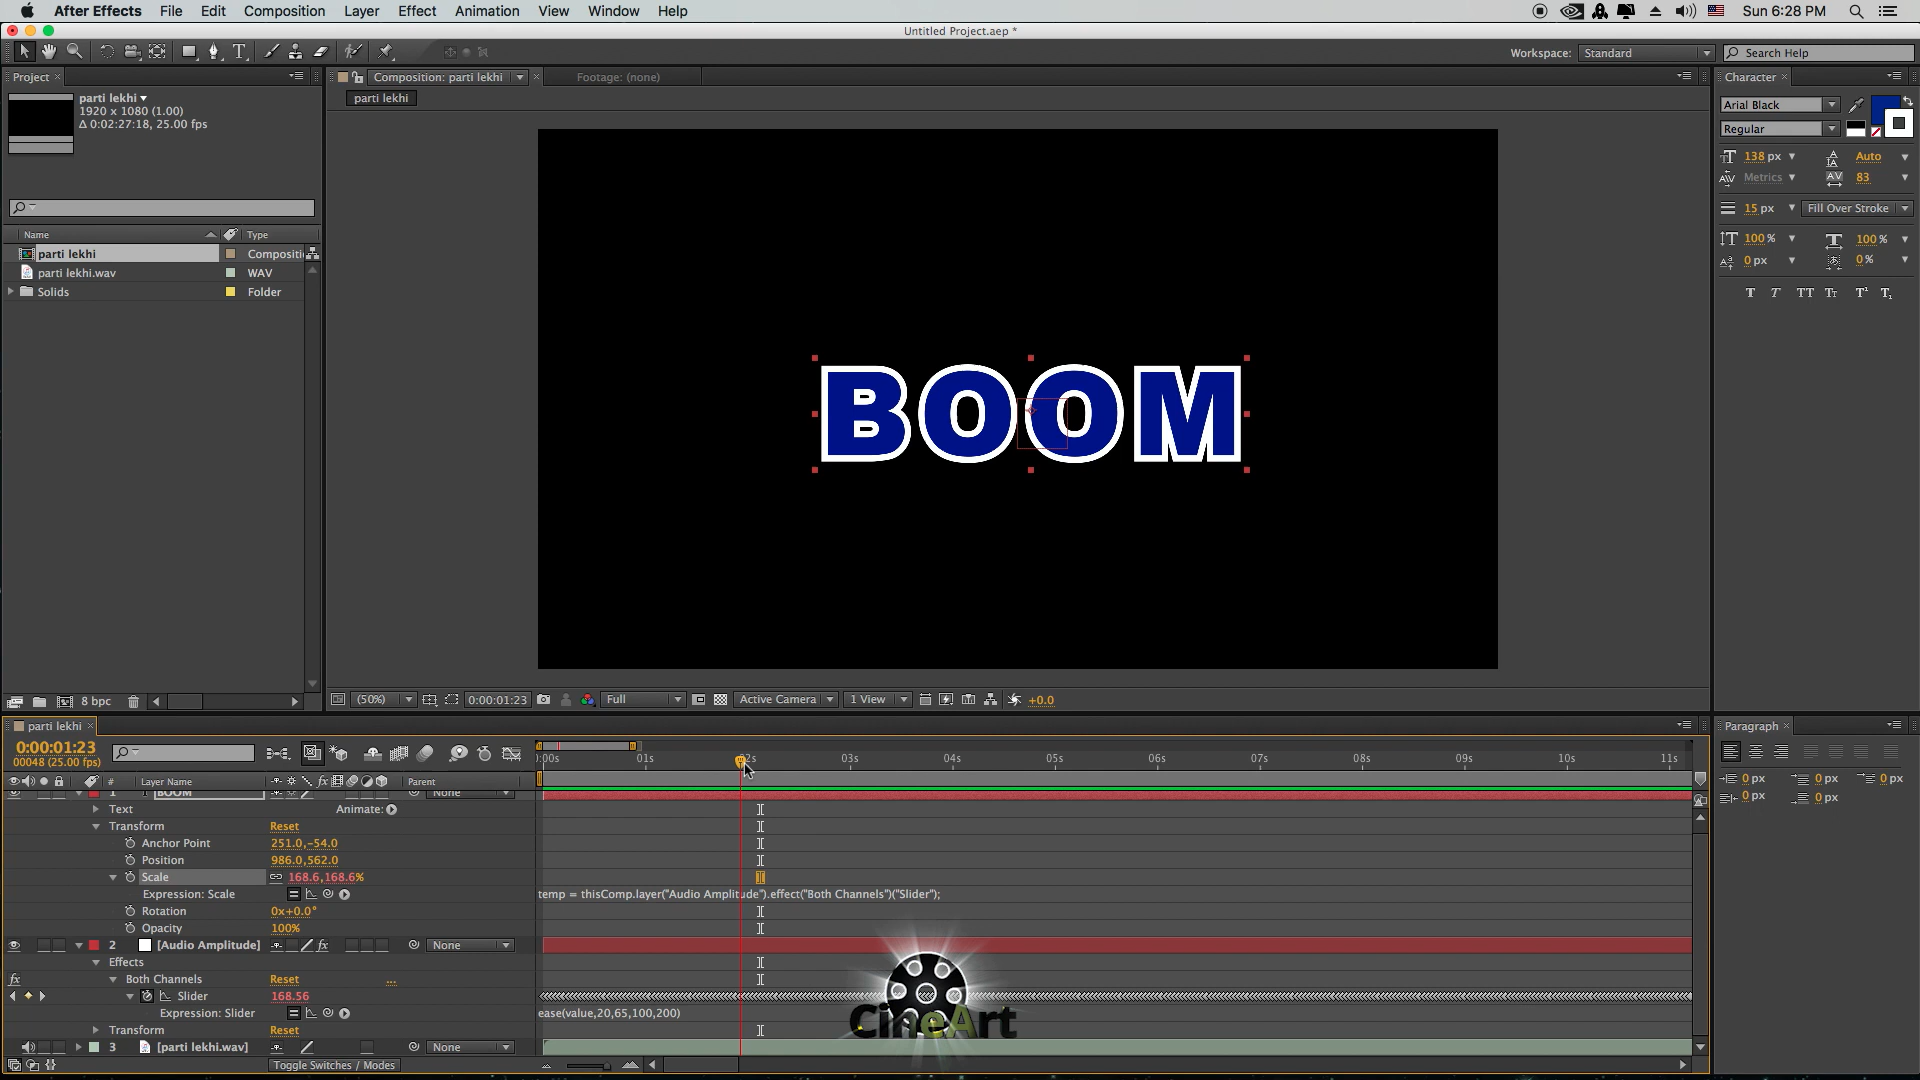 After Effects File Edit Composition Layer Effect Animation View Window Help Sun 6:28 PM
Untitled Project.aep *
Workspace: Standard Search Help
Project Composition: parti lekhi Footage: (none) Character
parti lekhi
1920 x 1080 (1.00)
Δ 0:02:27:18, 25.00 fps
parti lekhi
Arial Black
Regular
138 px Auto
Metrics 83
15 px Fill Over Stroke
100 % 100 %
0 px 0 %
T T TT Tr T¹ T₁
Name Type
parti lekhi Compositi
parti lekhi.wav WAV
Solids Folder
BOOM
8 bpc (50%) 0:00:01:23 Full Active Camera 1 View +0.0
parti lekhi Paragraph
0:00:01:23
00048 (25.00 fps)
):00s 01s 02s 03s 04s 05s 06s 07s 08s 09s 10s 11s
# Layer Name Parent
1 T BOOM None
Text Animate:
Transform Reset
Anchor Point 251.0,-54.0
Position 986.0,562.0
Scale 168.6,168.6%
Expression: Scale temp = thisComp.layer("Audio Amplitude").effect("Both Channels")("Slider");
Rotation 0x+0.0°
Opacity 100%
2 [Audio Amplitude] fx None
Effects
fx Both Channels Reset ...
Slider 168.56
Expression: Slider ease(value,20,65,100,200)
Transform Reset
3 [parti lekhi.wav] None
Toggle Switches / Modes
0 px 0 px 0 px
0 px 0 px
CineArt